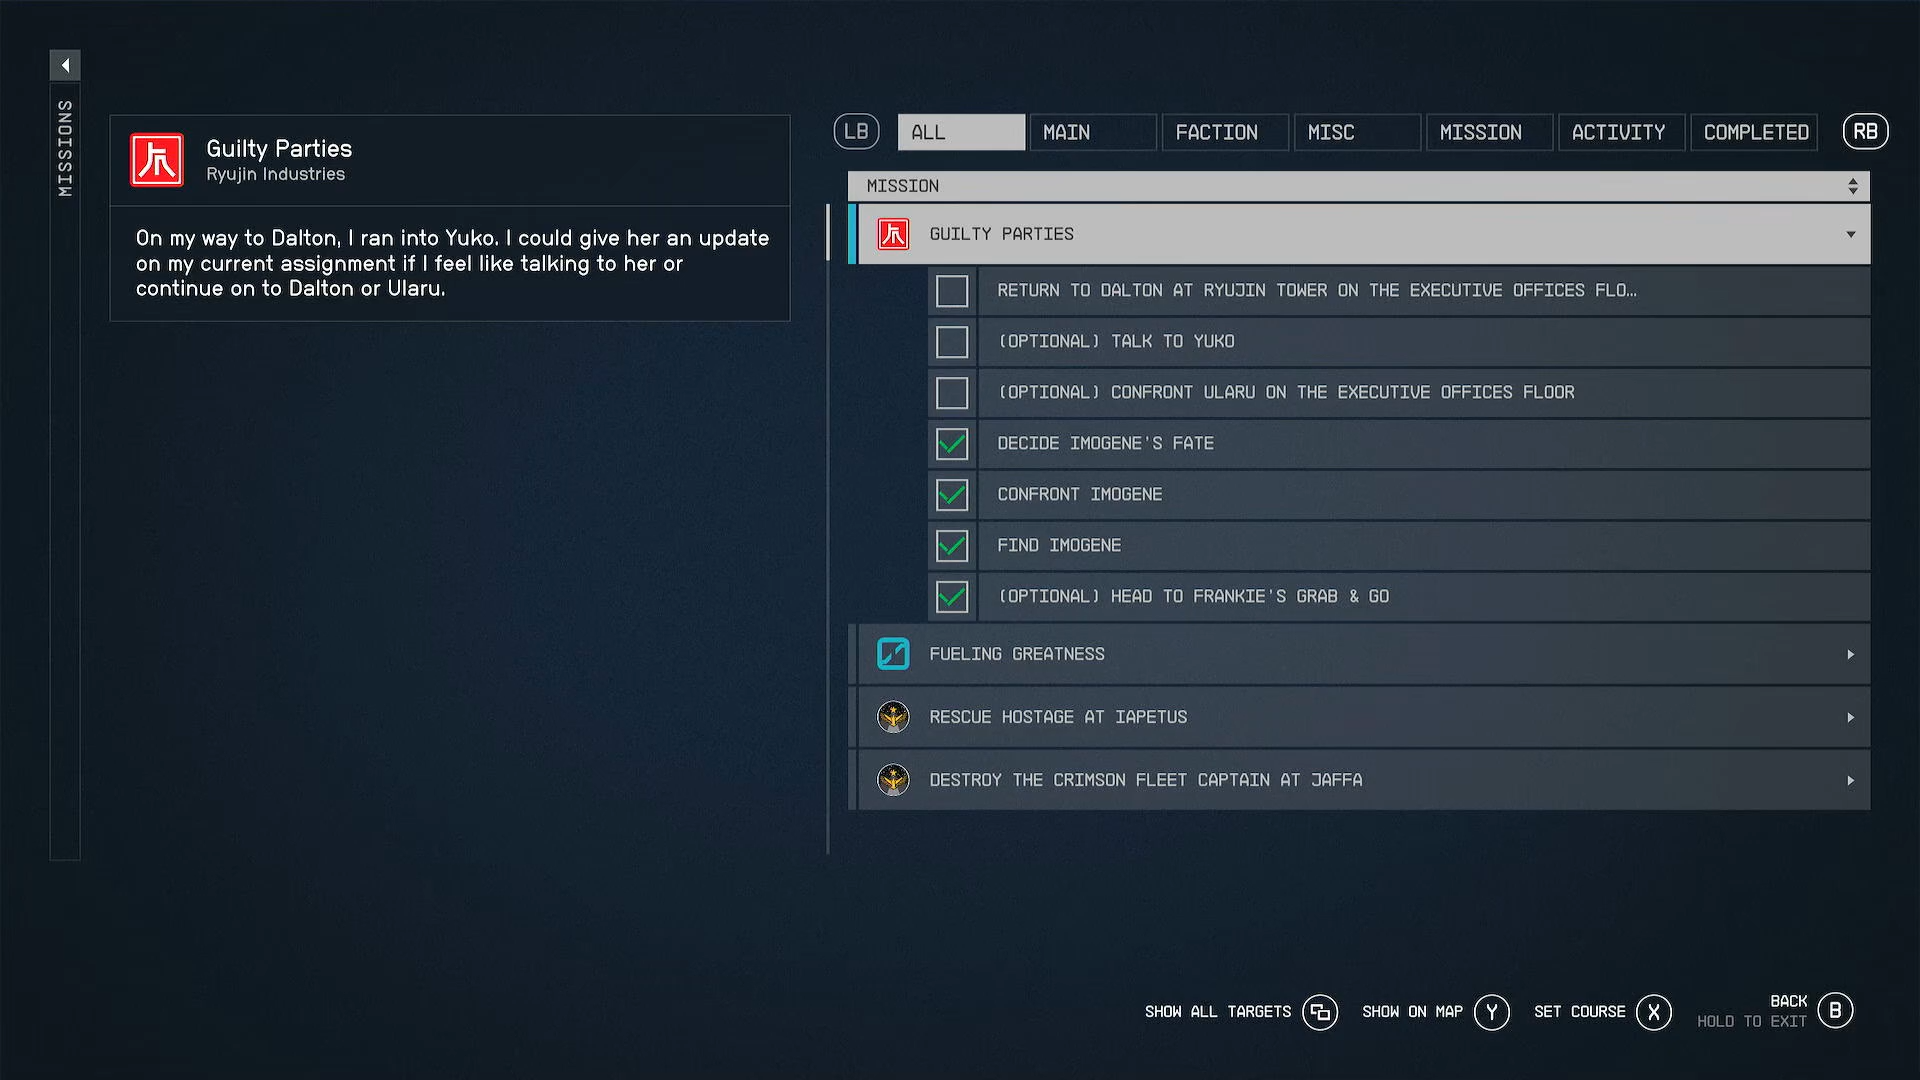 MISSIONS
Guilty Parties
Ryujin Industries
On my way to Dalton, I ran into Yuko. I could give her an update
on my current assignment if I feel like talking to her or
continue on to Dalton or Ularu.
LB ALL MAIN FACTION MISC MISSION ACTIVITY COMPLETED RB
MISSION
GUILTY PARTIES
RETURN TO DALTON AT RYUJIN TOWER ON THE EXECUTIVE OFFICES FLO...
(OPTIONAL) TALK TO YUKO
(OPTIONAL) CONFRONT ULARU ON THE EXECUTIVE OFFICES FLOOR
DECIDE IMOGENE'S FATE
CONFRONT IMOGENE
FIND IMOGENE
(OPTIONAL) HEAD TO FRANKIE'S GRAB & GO
FUELING GREATNESS
RESCUE HOSTAGE AT IAPETUS
DESTROY THE CRIMSON FLEET CAPTAIN AT JAFFA
SHOW ALL TARGETS SHOW ON MAP Y SET COURSE X BACK B
HOLD TO EXIT